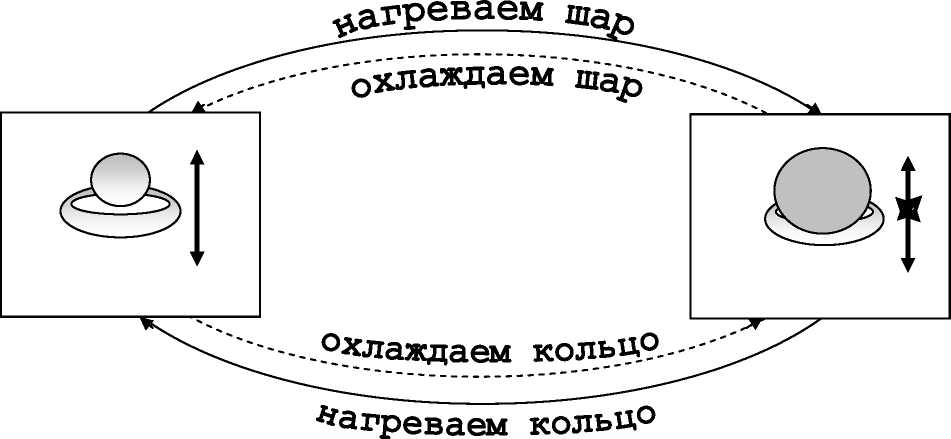 нагреваем шар
охлаждаем шар
охлаждаем кольцо
нагреваем кольцо